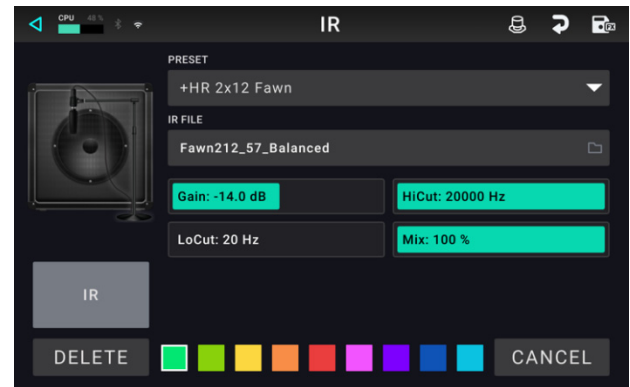 CPU 48 %
IR
PRESET
+HR 2x12 Fawn
IR FILE
Fawn212_57_Balanced
Gain: -14.0 dB
HiCut: 20000 Hz
LoCut: 20 Hz
Mix: 100 %
IR
DELETE
CANCEL